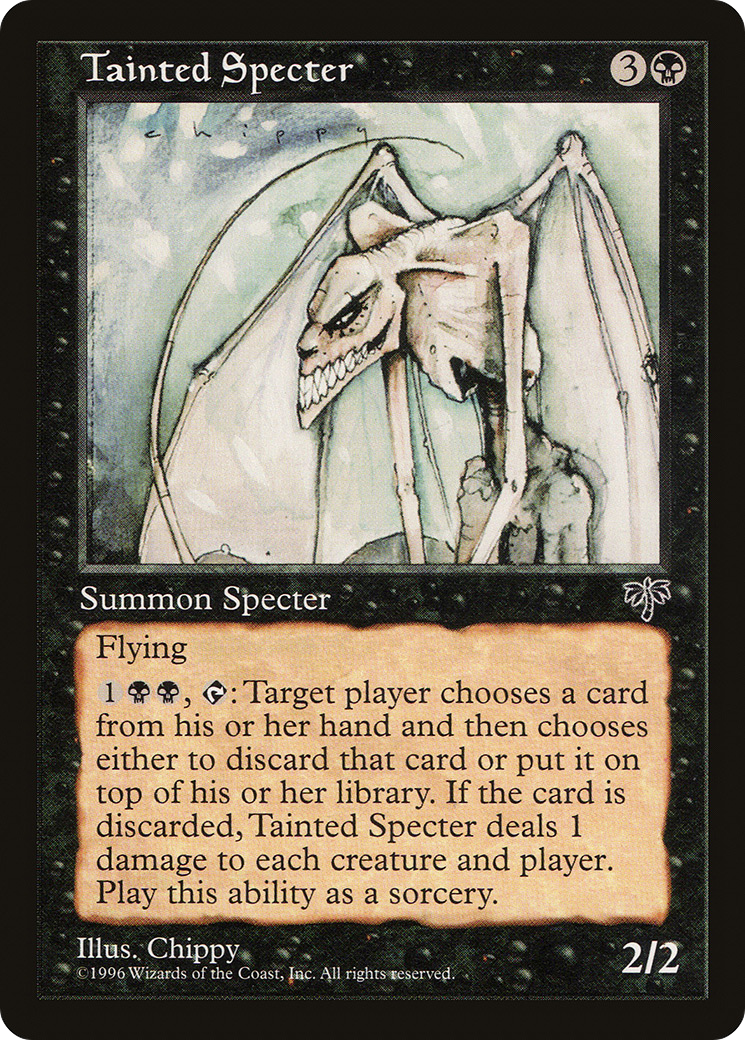 Tainted Specter 3
chippy
Summon Specter
Flying
1, : Target player chooses a card
from his or her hand and then chooses
either to discard that card or put it on
top of his or her library. If the card is
discarded, Tainted Specter deals 1
damage to each creature and player.
Play this ability as a sorcery.
Illus. Chippy
©1996 Wizards of the Coast, Inc. All rights reserved.
2/2